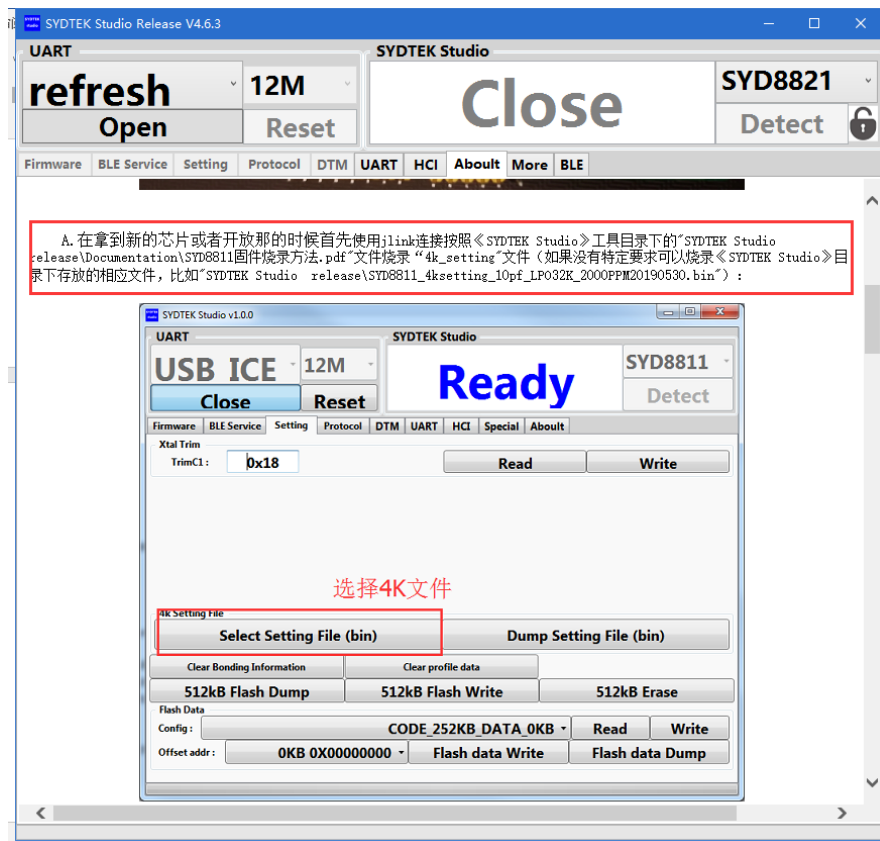 SYDTEK Studio Release V4.6.3
UART
SYDTEK Studio
refresh
12M
Close
SYD8821
Open
Reset
Detect
Firmware BLE Service Setting Protocol DTM UART HCI Aboult More BLE
A.在拿到新的芯片或者开放那的时候首先使用jlink连接按照《SYDTEK Studio》工具目录下的"SYDTEK Studio
release\Documentation\SYD8811固件烧录方法.pdf"文件烧录“4k_setting”文件（如果没有特定要求可以烧录《SYDTEK Studio》目
录下存放的相应文件，比如"SYDTEK Studio release\SYD8811_4ksetting_10pf_LPO32K_2000PPM20190530.bin"）:
SYDTEK Studio v1.0.0
UART
SYDTEK Studio
USB ICE
12M
Ready
SYD8811
Close
Reset
Detect
Firmware BLE Service Setting Protocol DTM UART HCI Special Aboult
Xtal Trim
TrimC1 : 0x18 Read Write
选择4K文件
4k Setting File
Select Setting File (bin) Dump Setting File (bin)
Clear Bonding Information Clear profile data
512kB Flash Dump 512kB Flash Write 512kB Erase
Flash Data
Config : CODE_252KB_DATA_0KB Read Write
Offset addr : 0KB 0X00000000 Flash data Write Flash data Dump